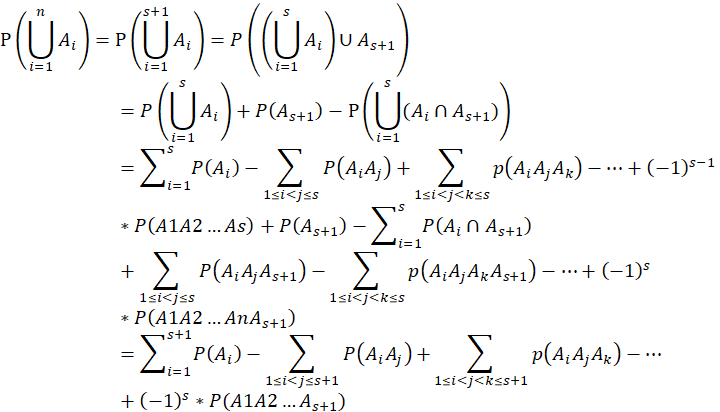 P(⋃_{i=1}^{n} A_i) = P(⋃_{i=1}^{s+1} A_i) = P((⋃_{i=1}^{s} A_i) ∪ A_{s+1})
= P(⋃_{i=1}^{s} A_i) + P(A_{s+1}) − P(⋃_{i=1}^{s} (A_i ∩ A_{s+1}))
= ∑_{i=1}^{s} P(A_i) − ∑_{1≤i<j≤s} P(A_iA_j) + ∑_{1≤i<j<k≤s} p(A_iA_jA_k) − ⋯ + (−1)^{s−1}
∗ P(A1A2 … As) + P(A_{s+1}) − ∑_{i=1}^{s} P(A_i ∩ A_{s+1})
+ ∑_{1≤i<j≤s} P(A_iA_jA_{s+1}) − ∑_{1≤i<j<k≤s} p(A_iA_jA_kA_{s+1}) − ⋯ + (−1)^s
∗ P(A1A2 … AnA_{s+1})
= ∑_{i=1}^{s+1} P(A_i) − ∑_{1≤i<j≤s+1} P(A_iA_j) + ∑_{1≤i<j<k≤s+1} p(A_iA_jA_k) − ⋯
+ (−1)^s ∗ P(A1A2 … A_{s+1})